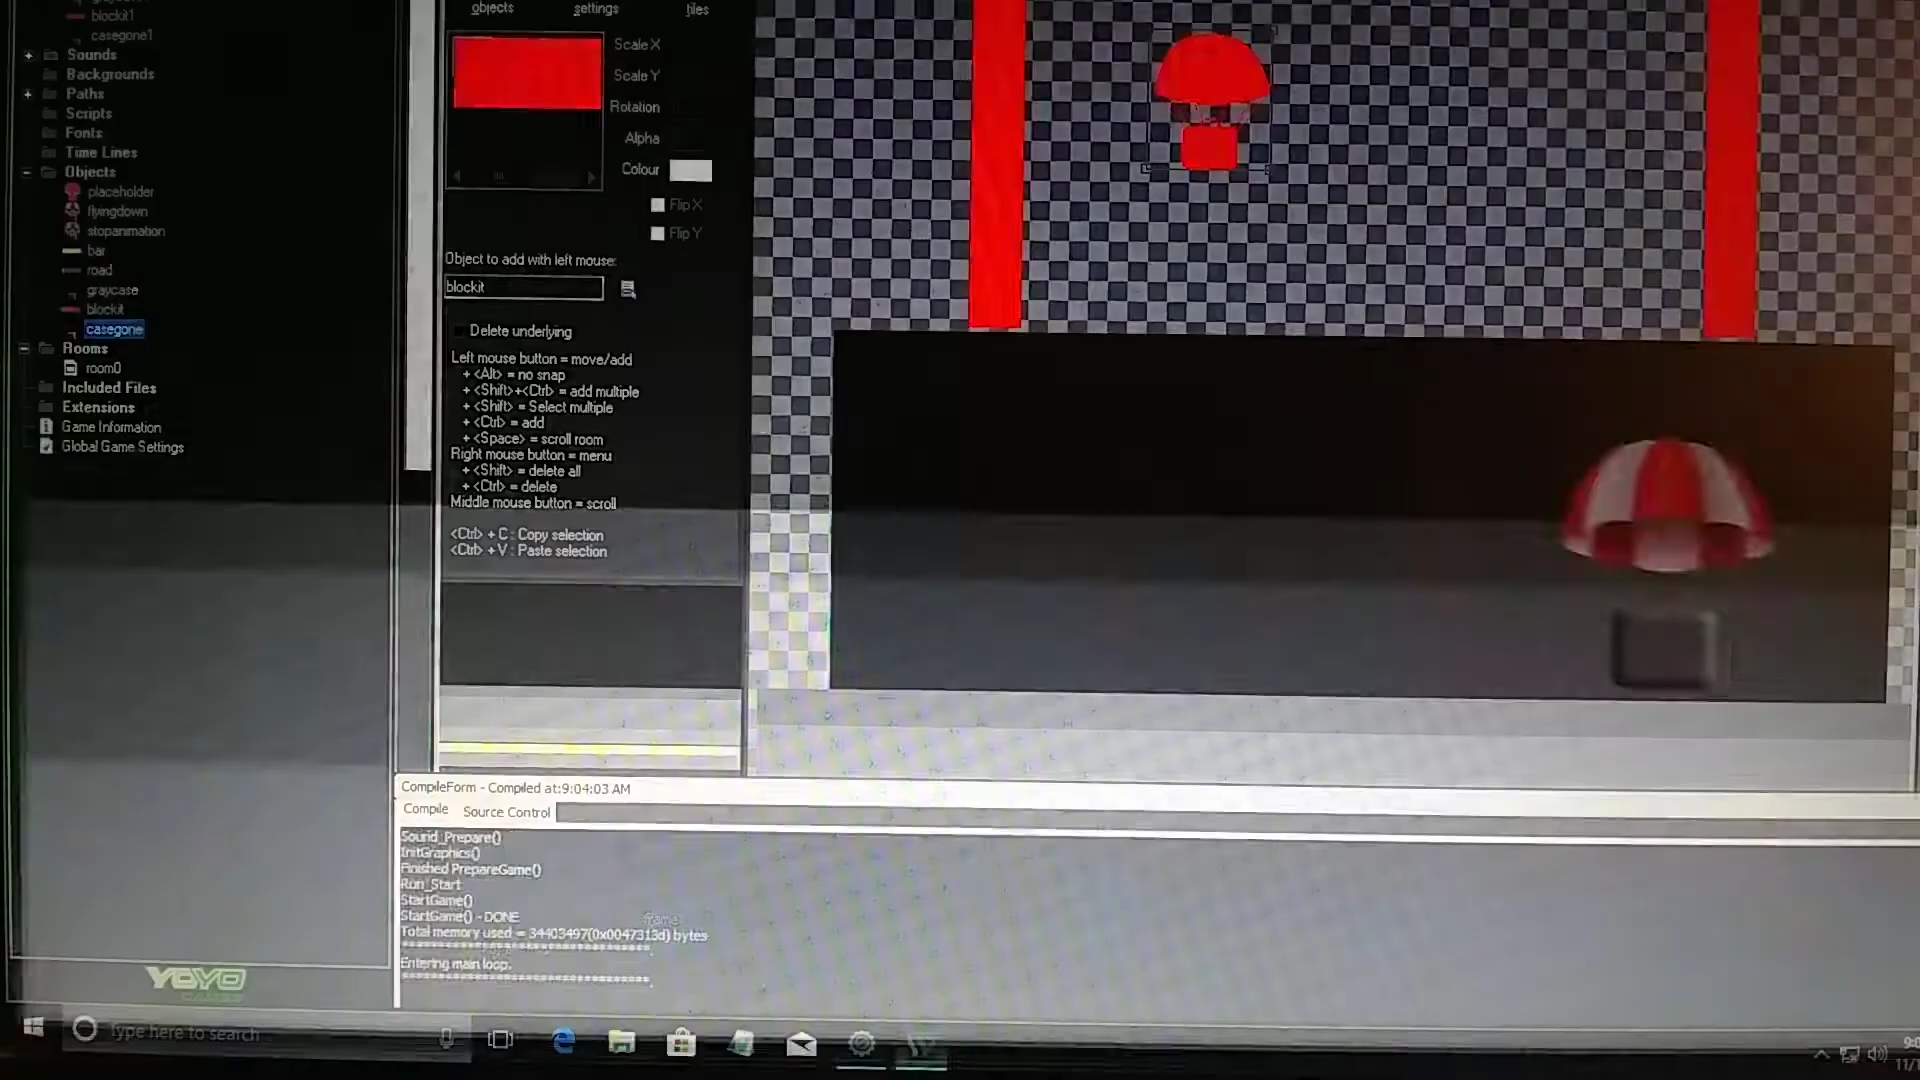 blockit1
casegone1
Sounds
Backgrounds
Paths
Scripts
Fonts
Time Lines
Objects
placeholder
flyingdown
stopanimation
bar
road
graycase
blockit
casegone
Rooms
room0
Included Files
Extensions
Game Information
Global Game Settings
YOYO
GAMES
objects
settings
tiles
Scale X
Scale Y
Rotation
Alpha
Colour
Flip X
Flip Y
Object to add with left mouse:
blockit
Delete underlying
Left mouse button = move/add
+ <Alt> = no snap
+ <Shift>+<Ctrl> = add multiple
+ <Shift> = Select multiple
+ <Ctrl> = add
+ <Space> = scroll room
Right mouse button = menu
+ <Shift> = delete all
+ <Ctrl> = delete
Middle mouse button = scroll
<Ctrl> + C : Copy selection
<Ctrl> + V : Paste selection
CompileForm - Compiled at:9:04:03 AM
Compile Source Control
Sound_Prepare()
InitGraphics()
Finished PrepareGame()
Run_Start
StartGame()
StartGame() - DONE
frame
Total memory used = 34403497(0x0047313d) bytes
Entering main loop.
Type here to search